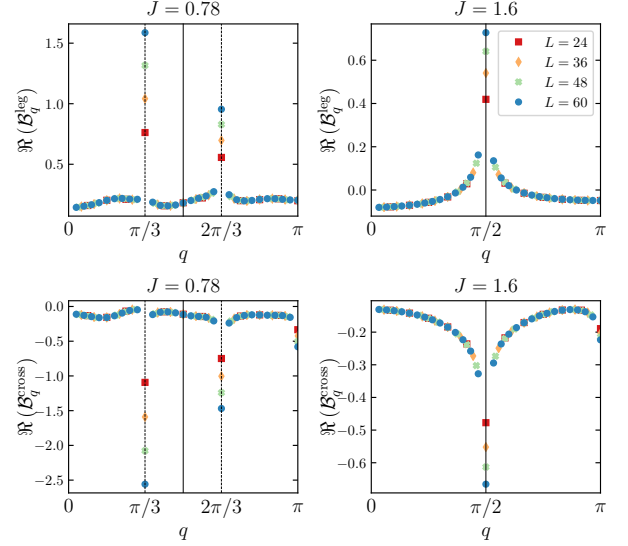 J = 0.78
ℜ (𝓑_q^leg)
1.5
1.0
0.5
0
π/3
2π/3
π
q
J = 1.6
ℜ (𝓑_q^leg)
0.6
0.4
0.2
0.0
0
π/2
π
q
L = 24
L = 36
L = 48
L = 60
J = 0.78
ℜ (𝓑_q^cross)
0.0
−0.5
−1.0
−1.5
−2.0
−2.5
0
π/3
2π/3
π
q
J = 1.6
ℜ (𝓑_q^cross)
−0.2
−0.3
−0.4
−0.5
−0.6
0
π/2
π
q